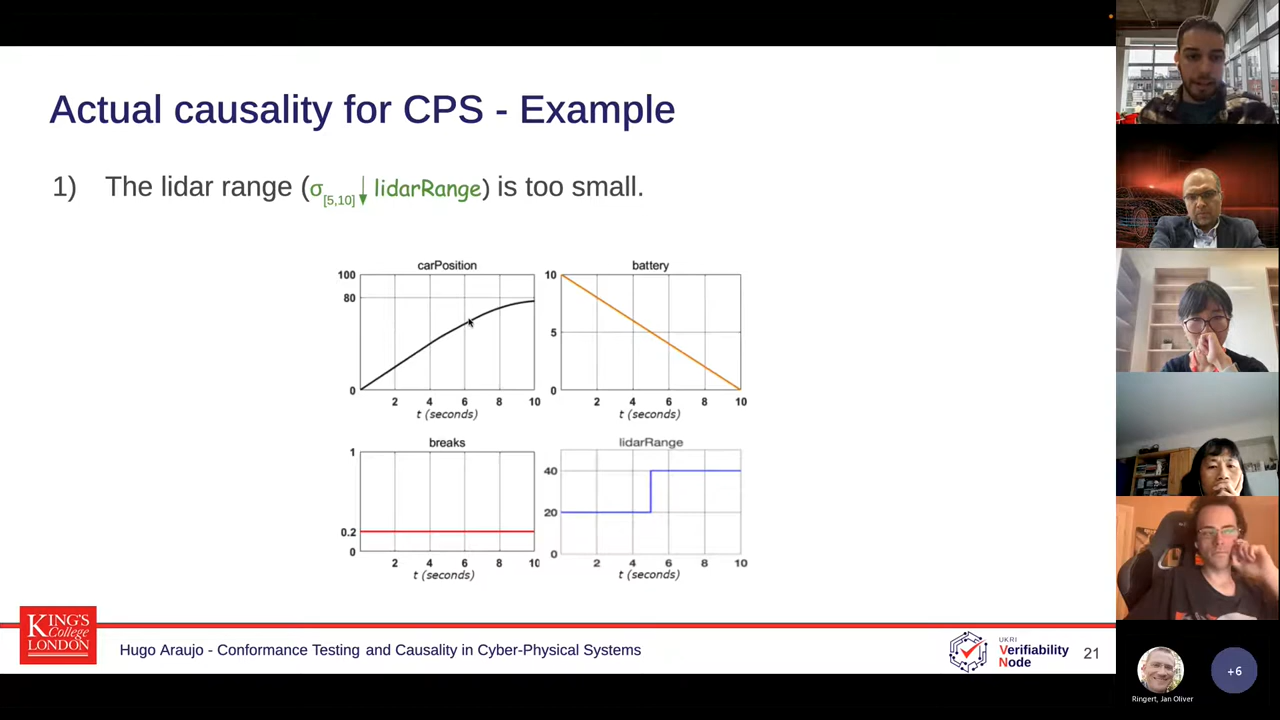 Actual causality for CPS - Example
1) The lidar range (σ[5,10]↓ lidarRange) is too small.
carPosition
100
80
0
2 4 6 8 10
t (seconds)
battery
10
5
0
2 4 6 8 10
t (seconds)
breaks
1
0.2
0
2 4 6 8 10
t (seconds)
lidarRange
40
20
0
2 4 6 8 10
t (seconds)
KING'S
College
LONDON
Hugo Araujo - Conformance Testing and Causality in Cyber-Physical Systems
UKRI
Verifiability
Node
21
+6
Ringert, Jan Oliver